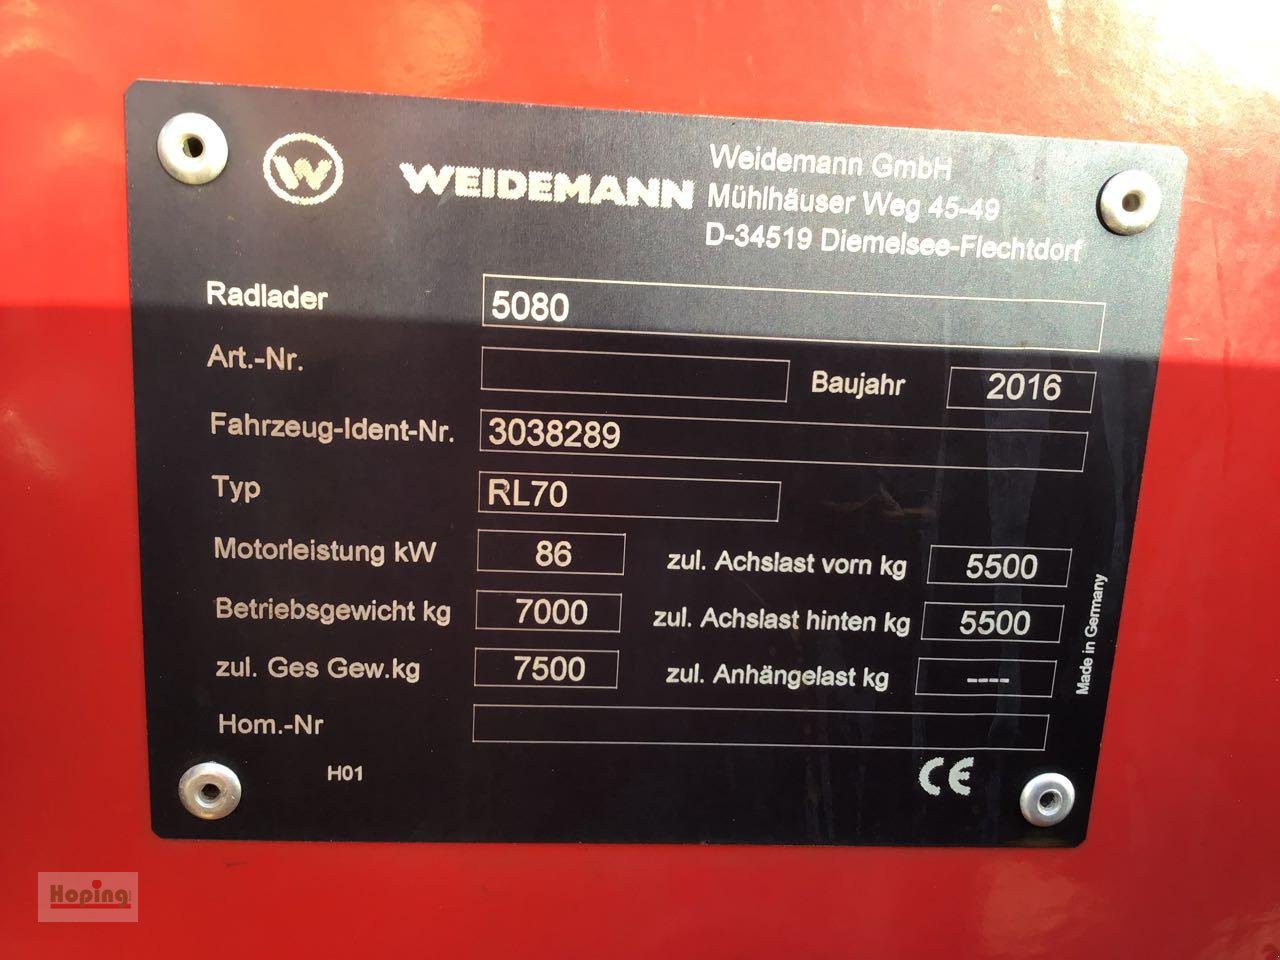 W WEIDEMANN
Weidemann GmbH
Mühlhäuser Weg 45-49
D-34519 Diemelsee-Flechtdorf
Radlader 5080
Art.-Nr. Baujahr 2016
Fahrzeug-Ident-Nr. 3038289
Typ RL70
Motorleistung kW 86 zul. Achslast vorn kg 5500
Betriebsgewicht kg 7000 zul. Achslast hinten kg 5500
zul. Ges Gew.kg 7500 zul. Anhängelast kg ----
Hom.-Nr
Made in Germany
H01 CE
Hoping